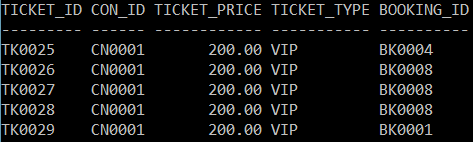 TICKET_ID CON_ID TICKET_PRICE TICKET_TYPE BOOKING_ID
--------- ------ ------------ ----------- ----------
TK0025 CN0001 200.00 VIP BK0004
TK0026 CN0001 200.00 VIP BK0008
TK0027 CN0001 200.00 VIP BK0008
TK0028 CN0001 200.00 VIP BK0008
TK0029 CN0001 200.00 VIP BK0001